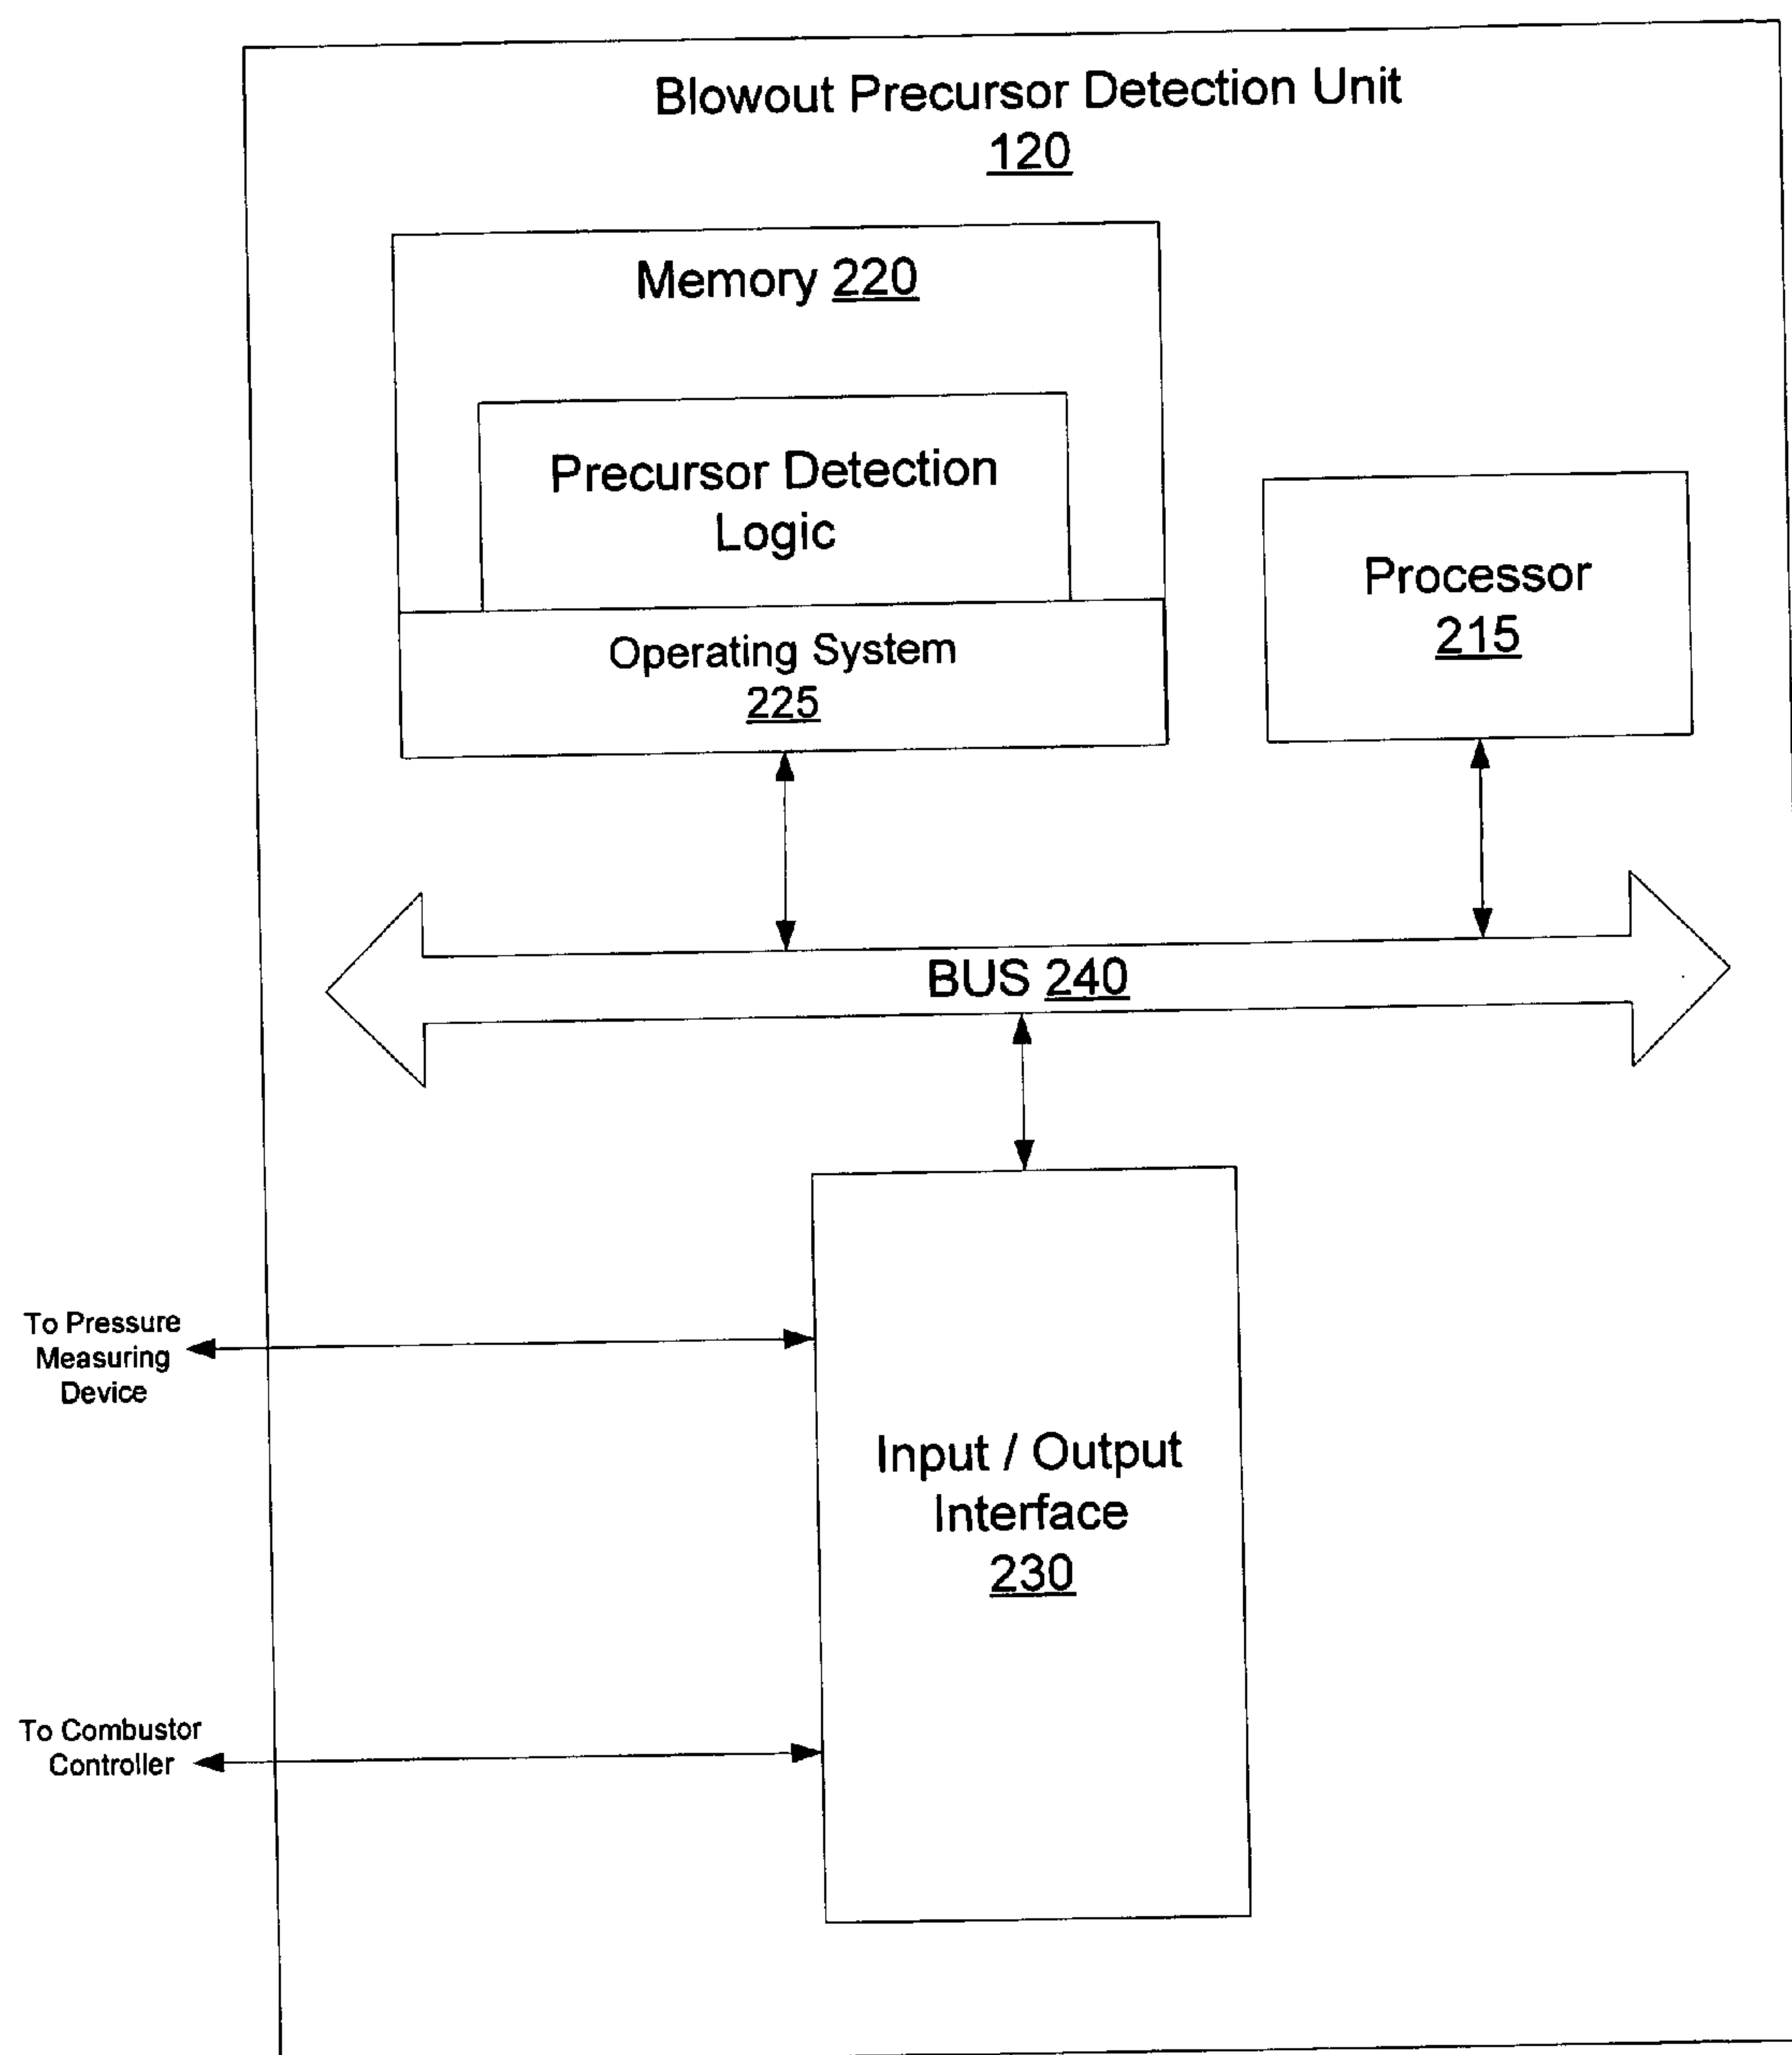 Blowout Precursor Detection Unit
120
Memory 220
Precursor Detection
Logic
Operating System
225
Processor
215
BUS 240
To Pressure
Measuring
Device
Input / Output
Interface
230
To Combustor
Controller